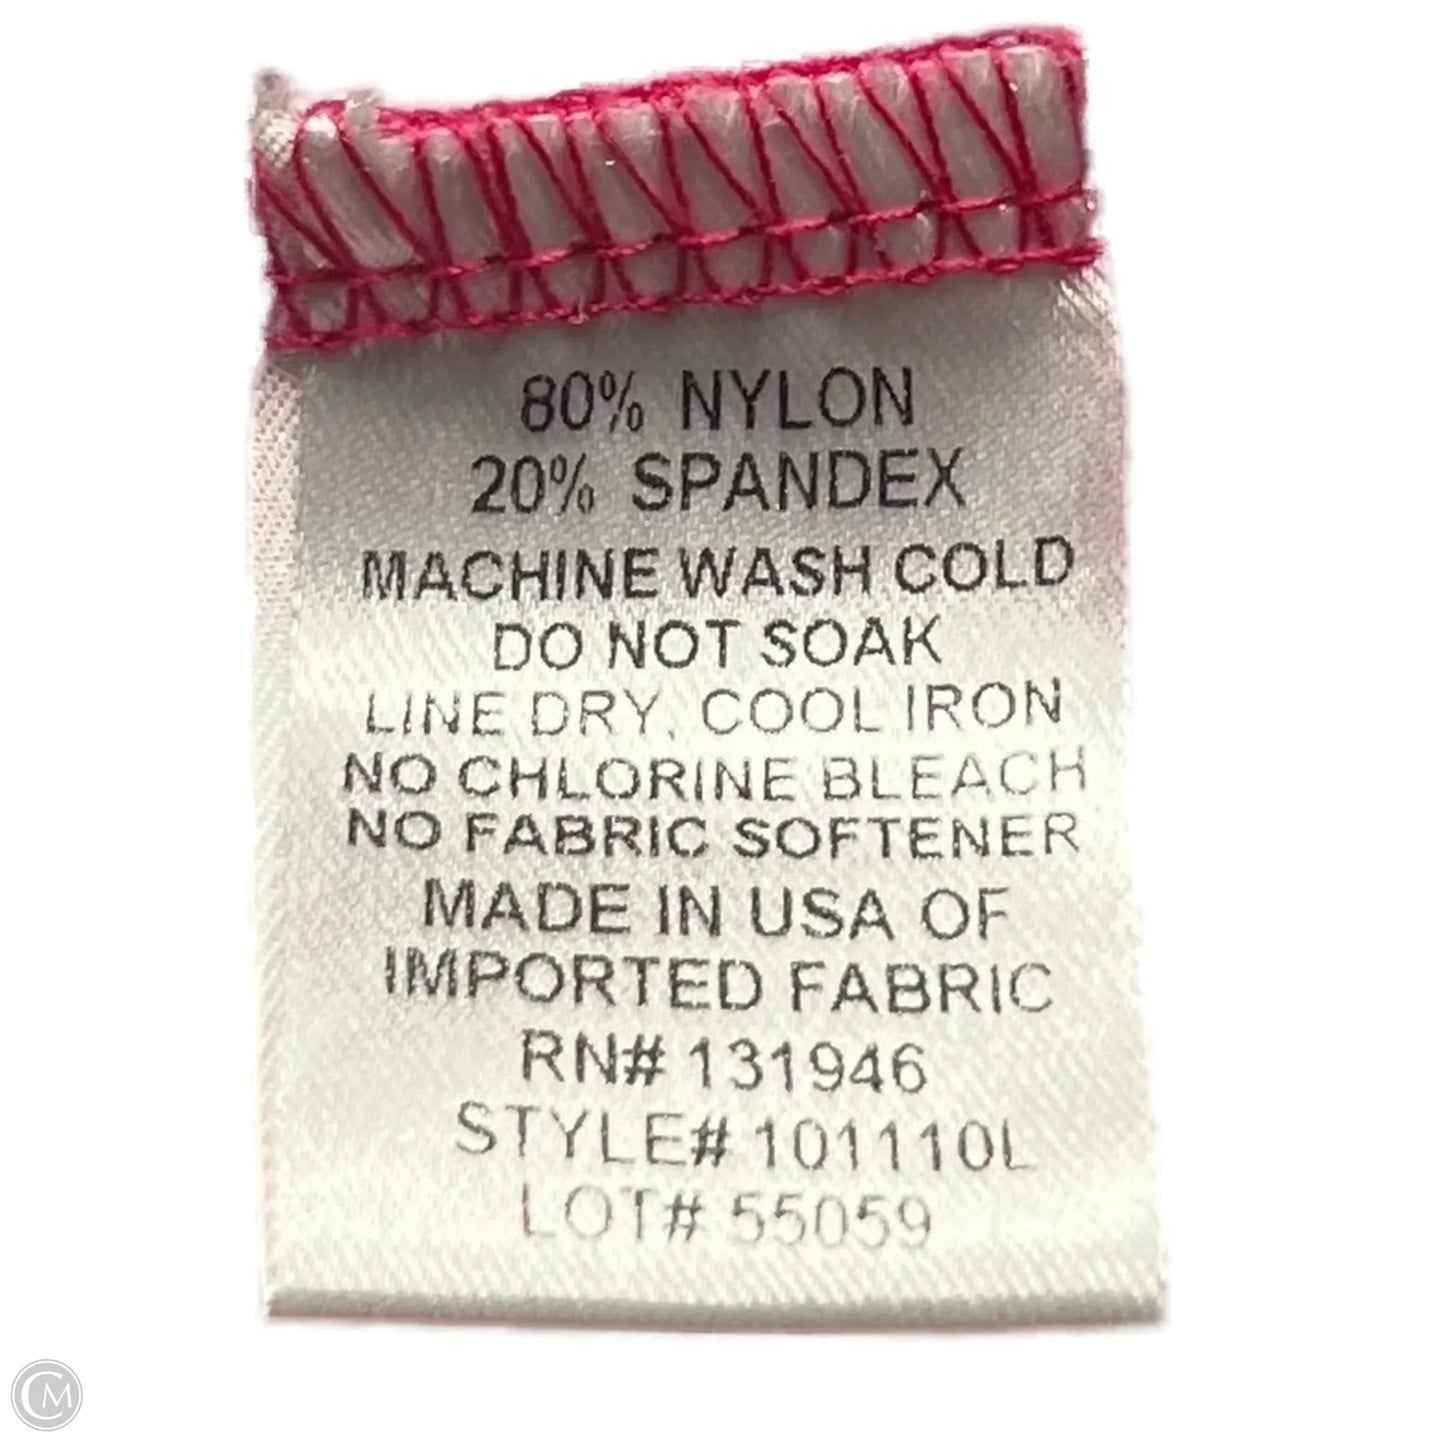 80% NYLON
20% SPANDEX
MACHINE WASH COLD
DO NOT SOAK
LINE DRY, COOL IRON
NO CHLORINE BLEACH
NO FABRIC SOFTENER
MADE IN USA OF
IMPORTED FABRIC
RN# 131946
STYLE# 101110L
LOT# 55059
CM